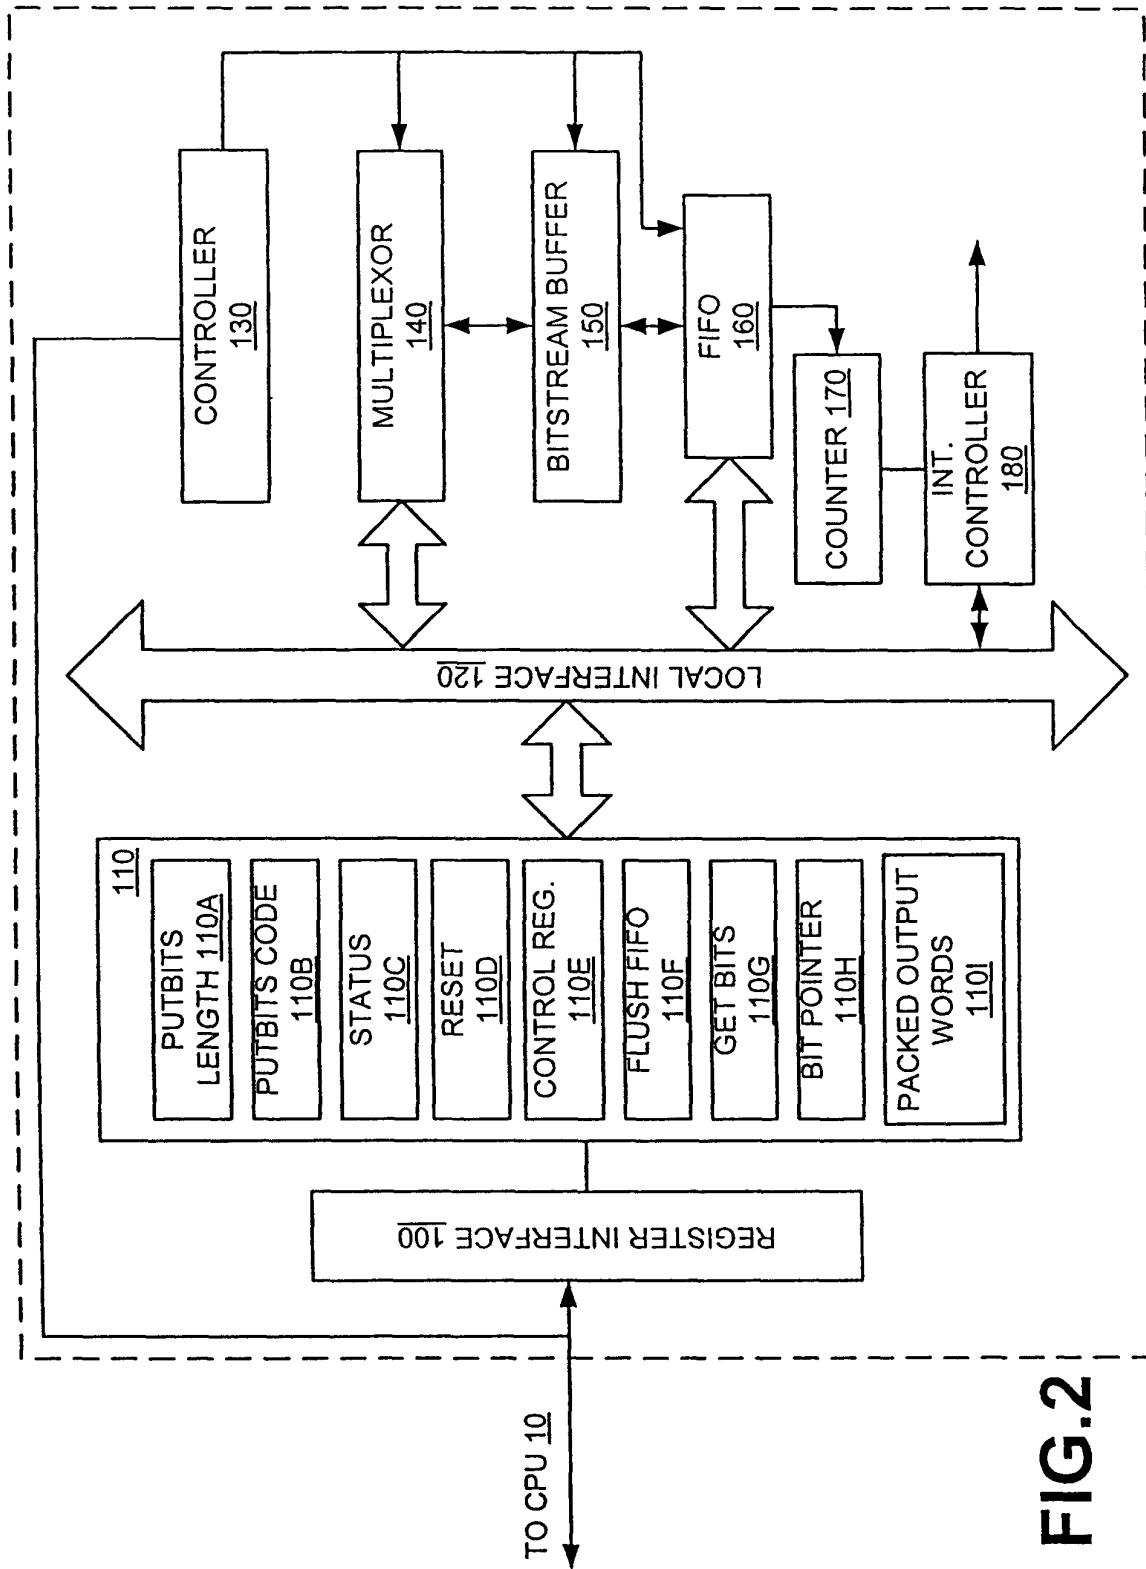 TO CPU 10
REGISTER INTERFACE 100
110
PUTBITS
LENGTH 110A
PUTBITS CODE
110B
STATUS
110C
RESET
110D
CONTROL REG.
110E
FLUSH FIFO
110F
GET BITS
110G
BIT POINTER
110H
PACKED OUTPUT
WORDS
110I
LOCAL INTERFACE 120
CONTROLLER
130
MULTIPLEXOR
140
BITSTREAM BUFFER
150
FIFO
160
COUNTER 170
INT.
CONTROLLER
180
FIG.2